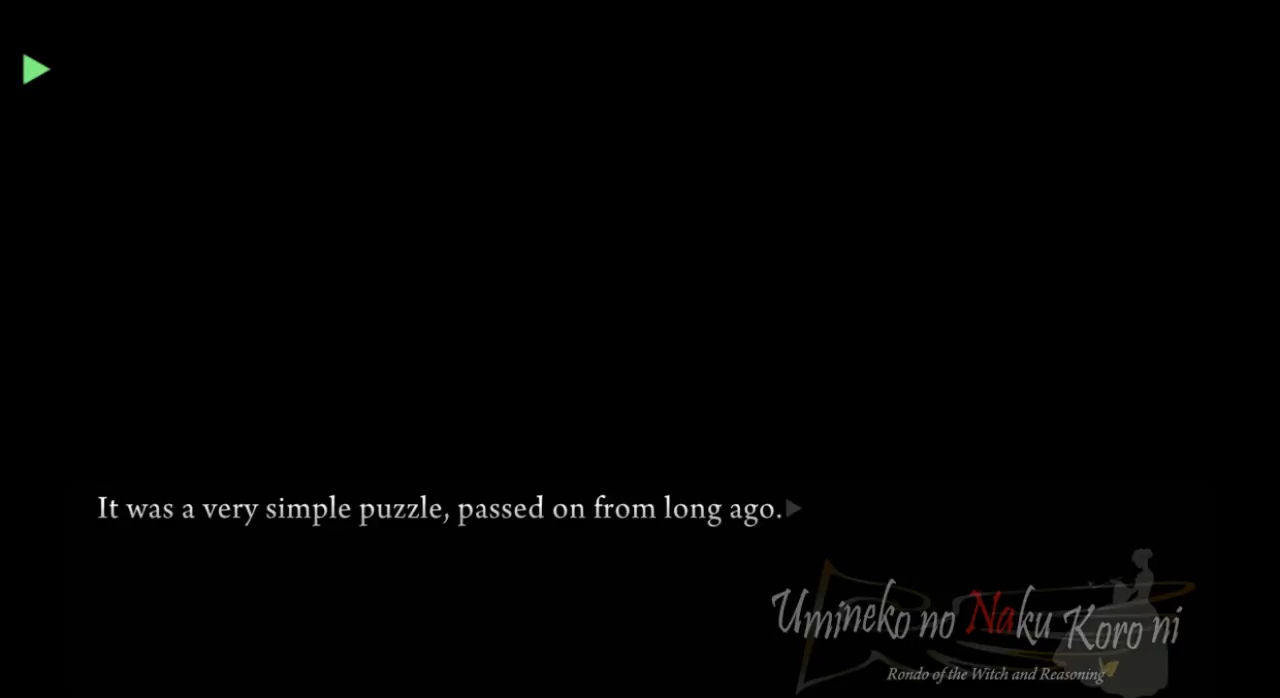 It was a very simple puzzle, passed on from long ago.
Umineko no Naku Koro ni
Rondo of the Witch and Reasoning